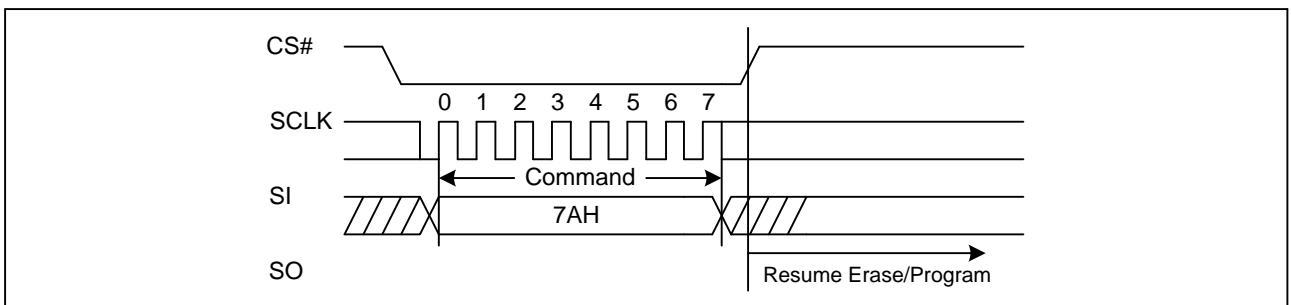 CS#
0 1 2 3 4 5 6 7
SCLK
Command
SI
7AH
SO
Resume Erase/Program